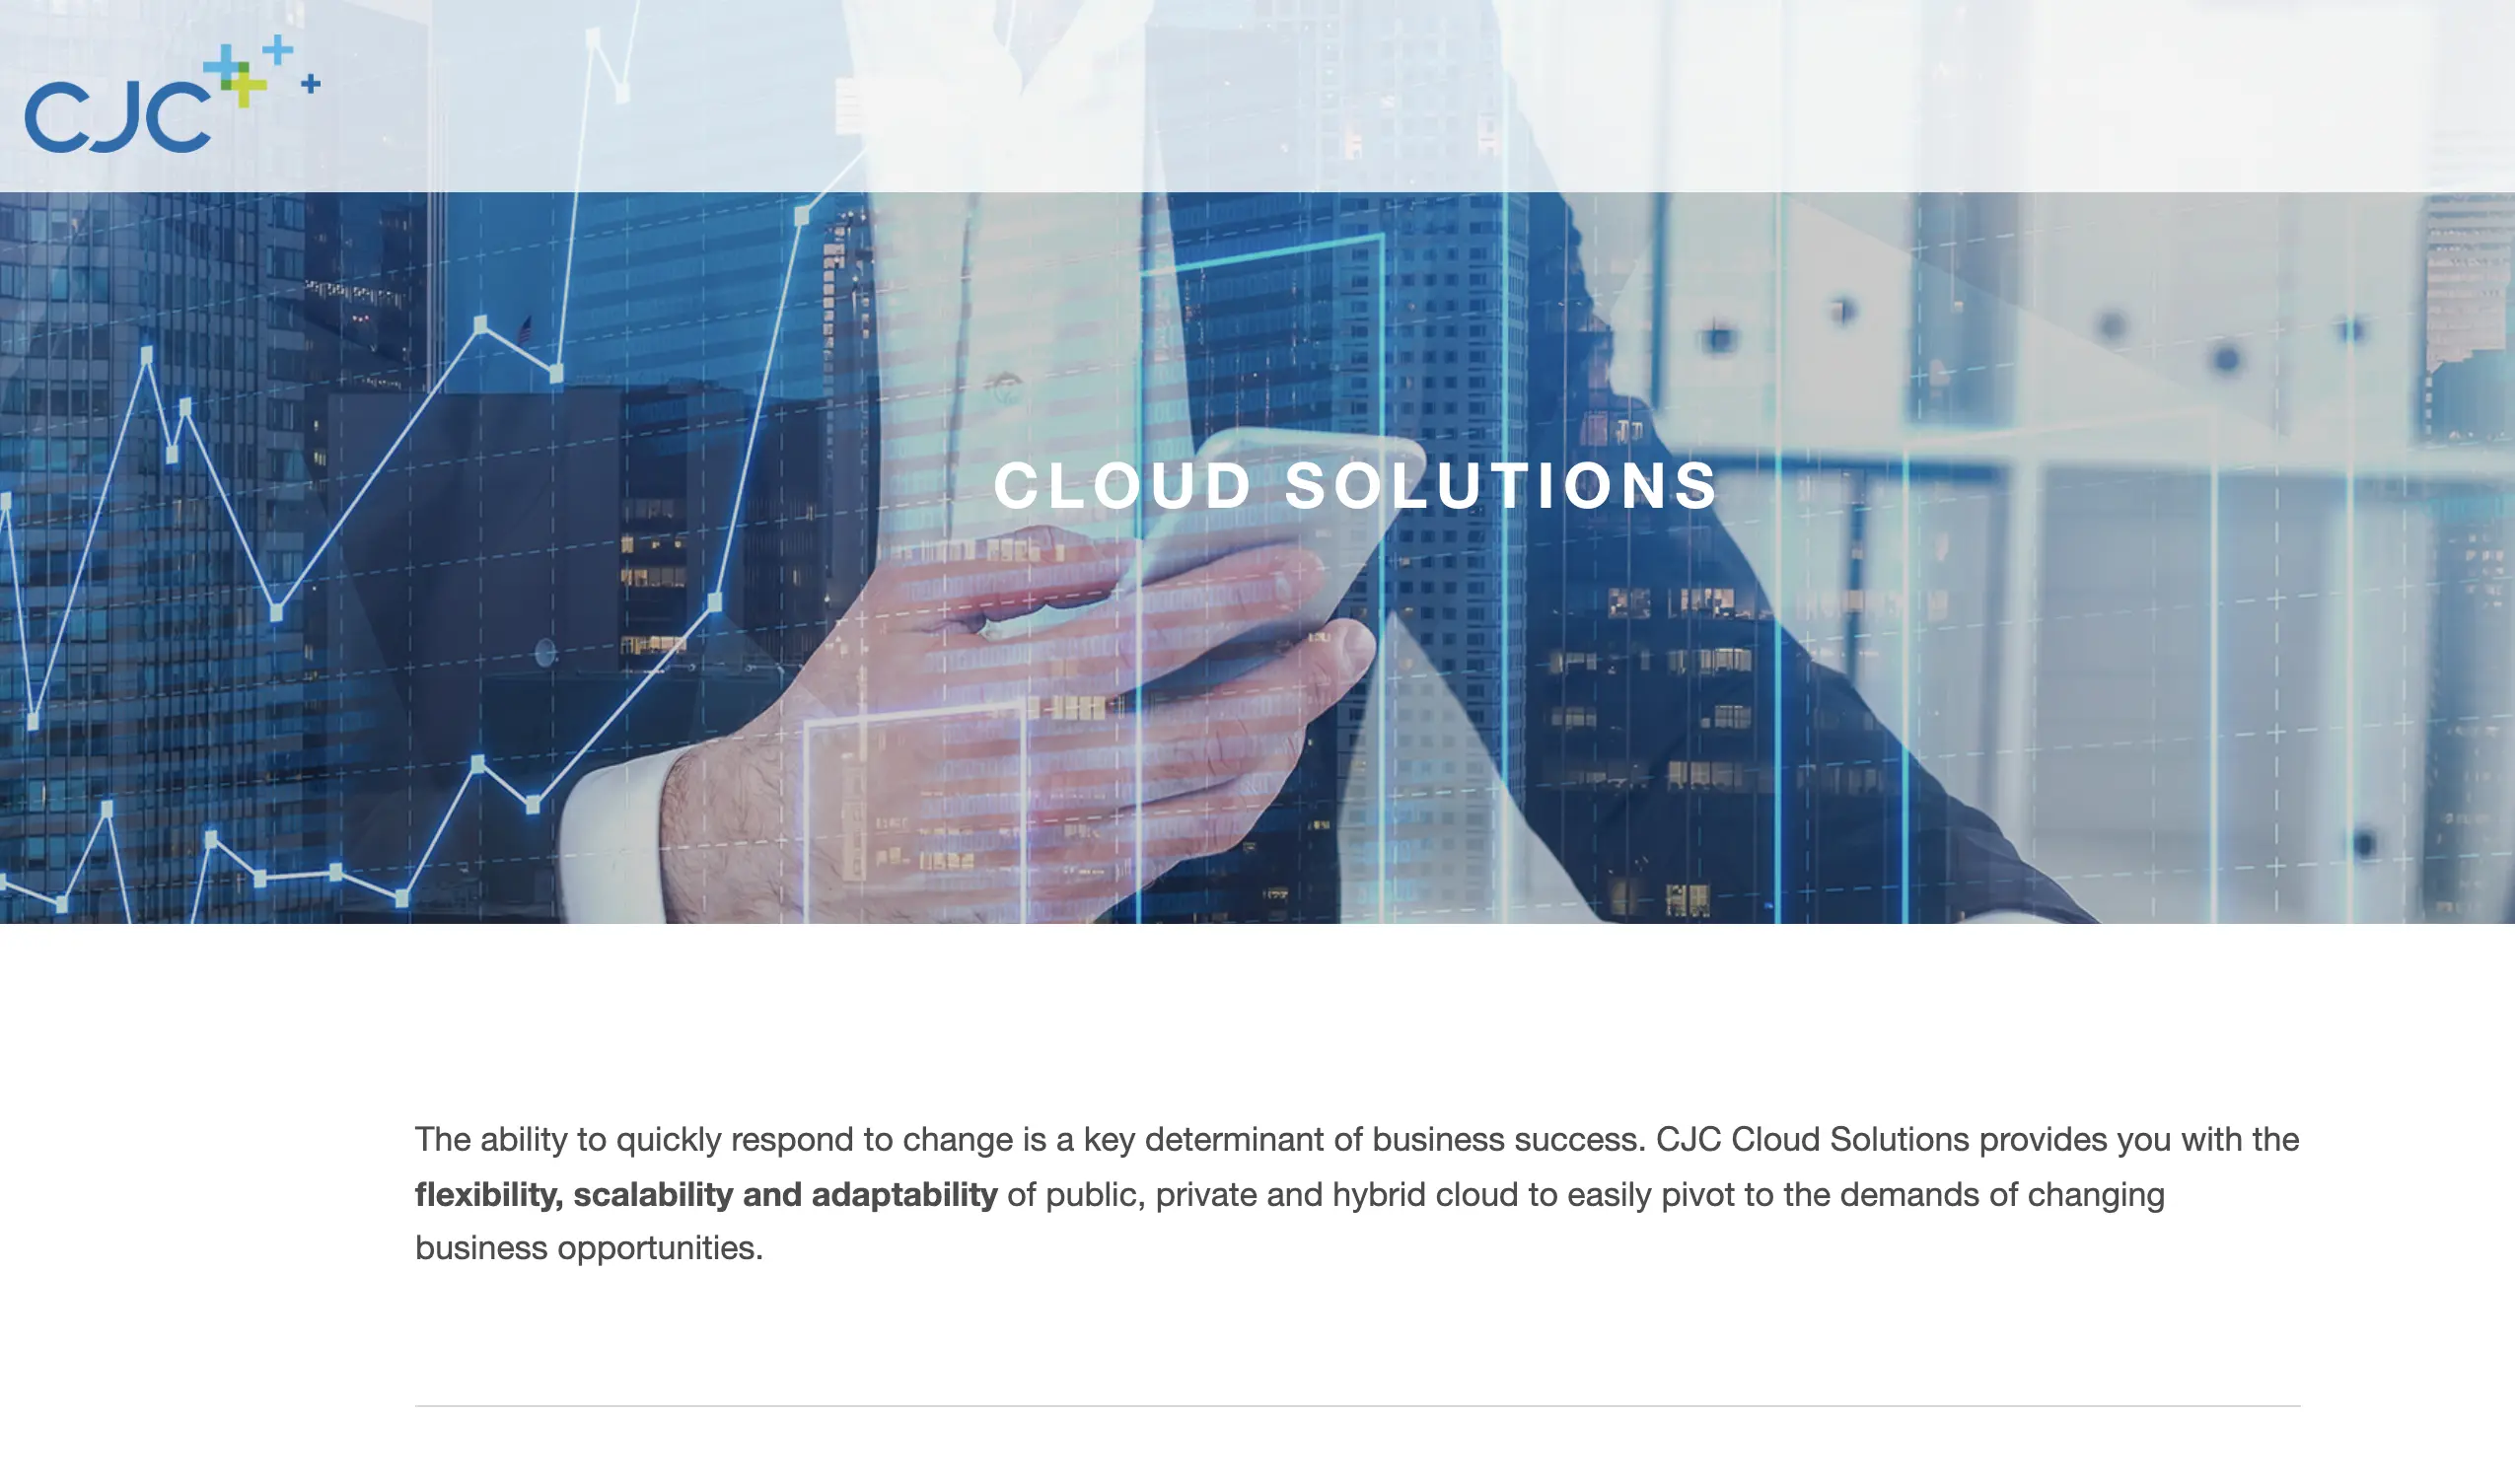 CJC
CLOUD SOLUTIONS
The ability to quickly respond to change is a key determinant of business success. CJC Cloud Solutions provides you with the
flexibility, scalability and adaptability of public, private and hybrid cloud to easily pivot to the demands of changing
business opportunities.